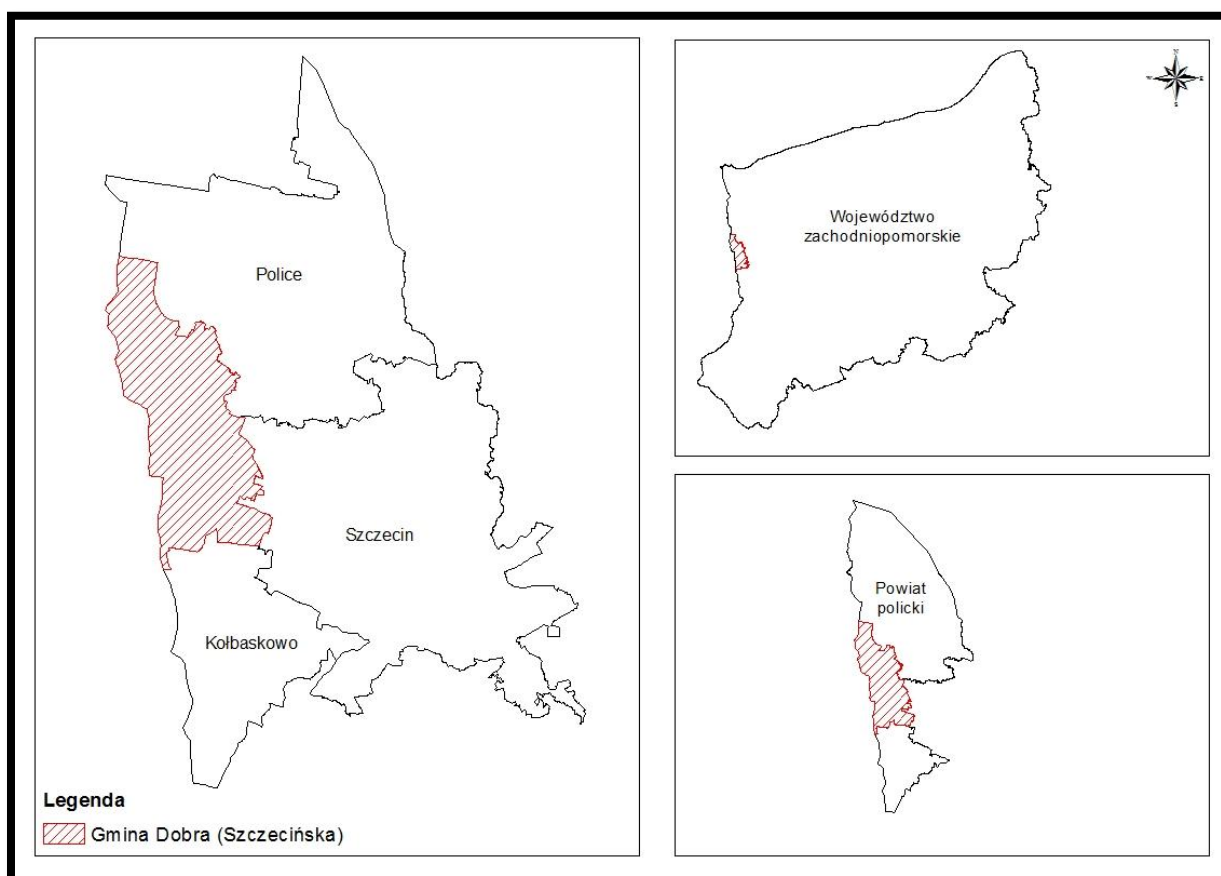 Police
Szczecin
Kołbaskowo
Legenda
Gmina Dobra (Szczecińska)
Województwo
zachodniopomorskie
Powiat
policki